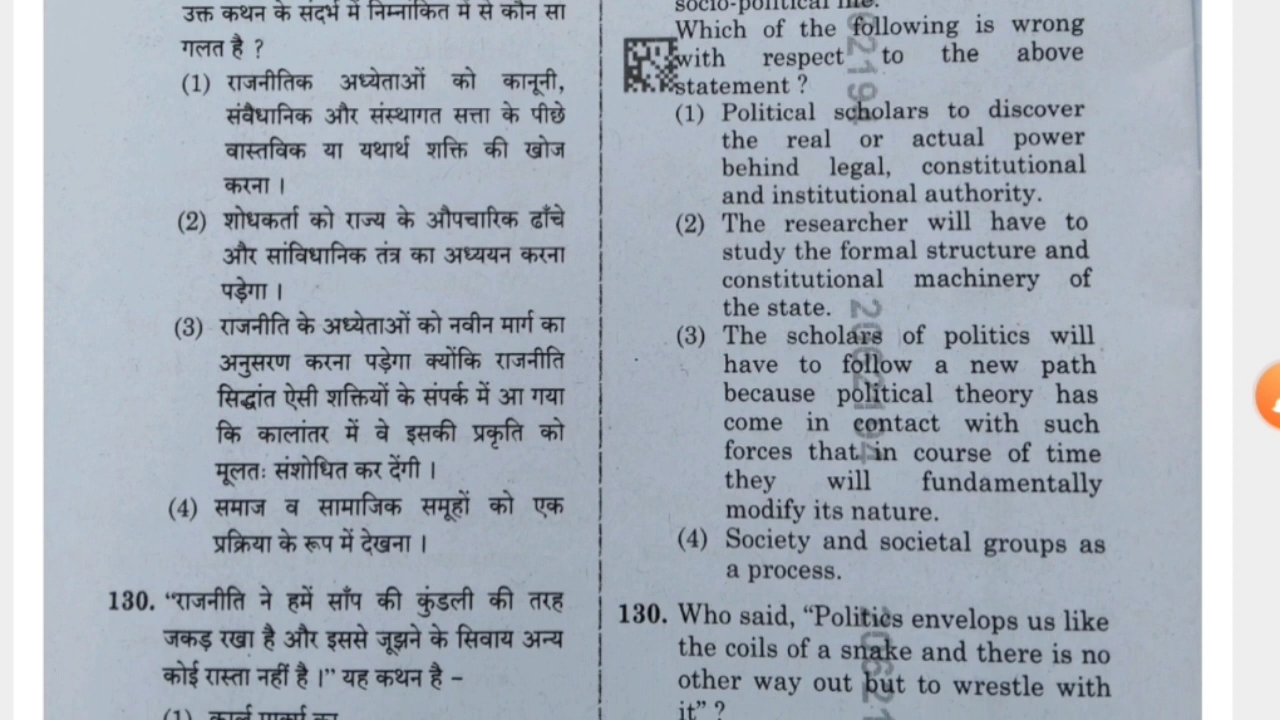 उक्त कथन के संदर्भ में निम्नांकित में से कौन सा
गलत है ?
(1) राजनीतिक अध्येताओं को कानूनी,
संवैधानिक और संस्थागत सत्ता के पीछे
वास्तविक या यथार्थ शक्ति की खोज
करना ।
(2) शोधकर्ता को राज्य के औपचारिक ढाँचे
और सांविधानिक तंत्र का अध्ययन करना
पड़ेगा ।
(3) राजनीति के अध्येताओं को नवीन मार्ग का
अनुसरण करना पड़ेगा क्योंकि राजनीति
सिद्धांत ऐसी शक्तियों के संपर्क में आ गया
कि कालांतर में वे इसकी प्रकृति को
मूलतः संशोधित कर देंगी ।
(4) समाज व सामाजिक समूहों को एक
प्रक्रिया के रूप में देखना ।
130. “राजनीति ने हमें साँप की कुंडली की तरह
जकड़ रखा है और इससे जूझने के सिवाय अन्य
कोई रास्ता नहीं है ।” यह कथन है –
(1) कार्ल मार्क्स का
socio-political life.
Which of the following is wrong
with respect to the above
statement ?
(1) Political scholars to discover
the real or actual power
behind legal, constitutional
and institutional authority.
(2) The researcher will have to
study the formal structure and
constitutional machinery of
the state.
(3) The scholars of politics will
have to follow a new path
because political theory has
come in contact with such
forces that in course of time
they will fundamentally
modify its nature.
(4) Society and societal groups as
a process.
130. Who said, “Politics envelops us like
the coils of a snake and there is no
other way out but to wrestle with
it” ?